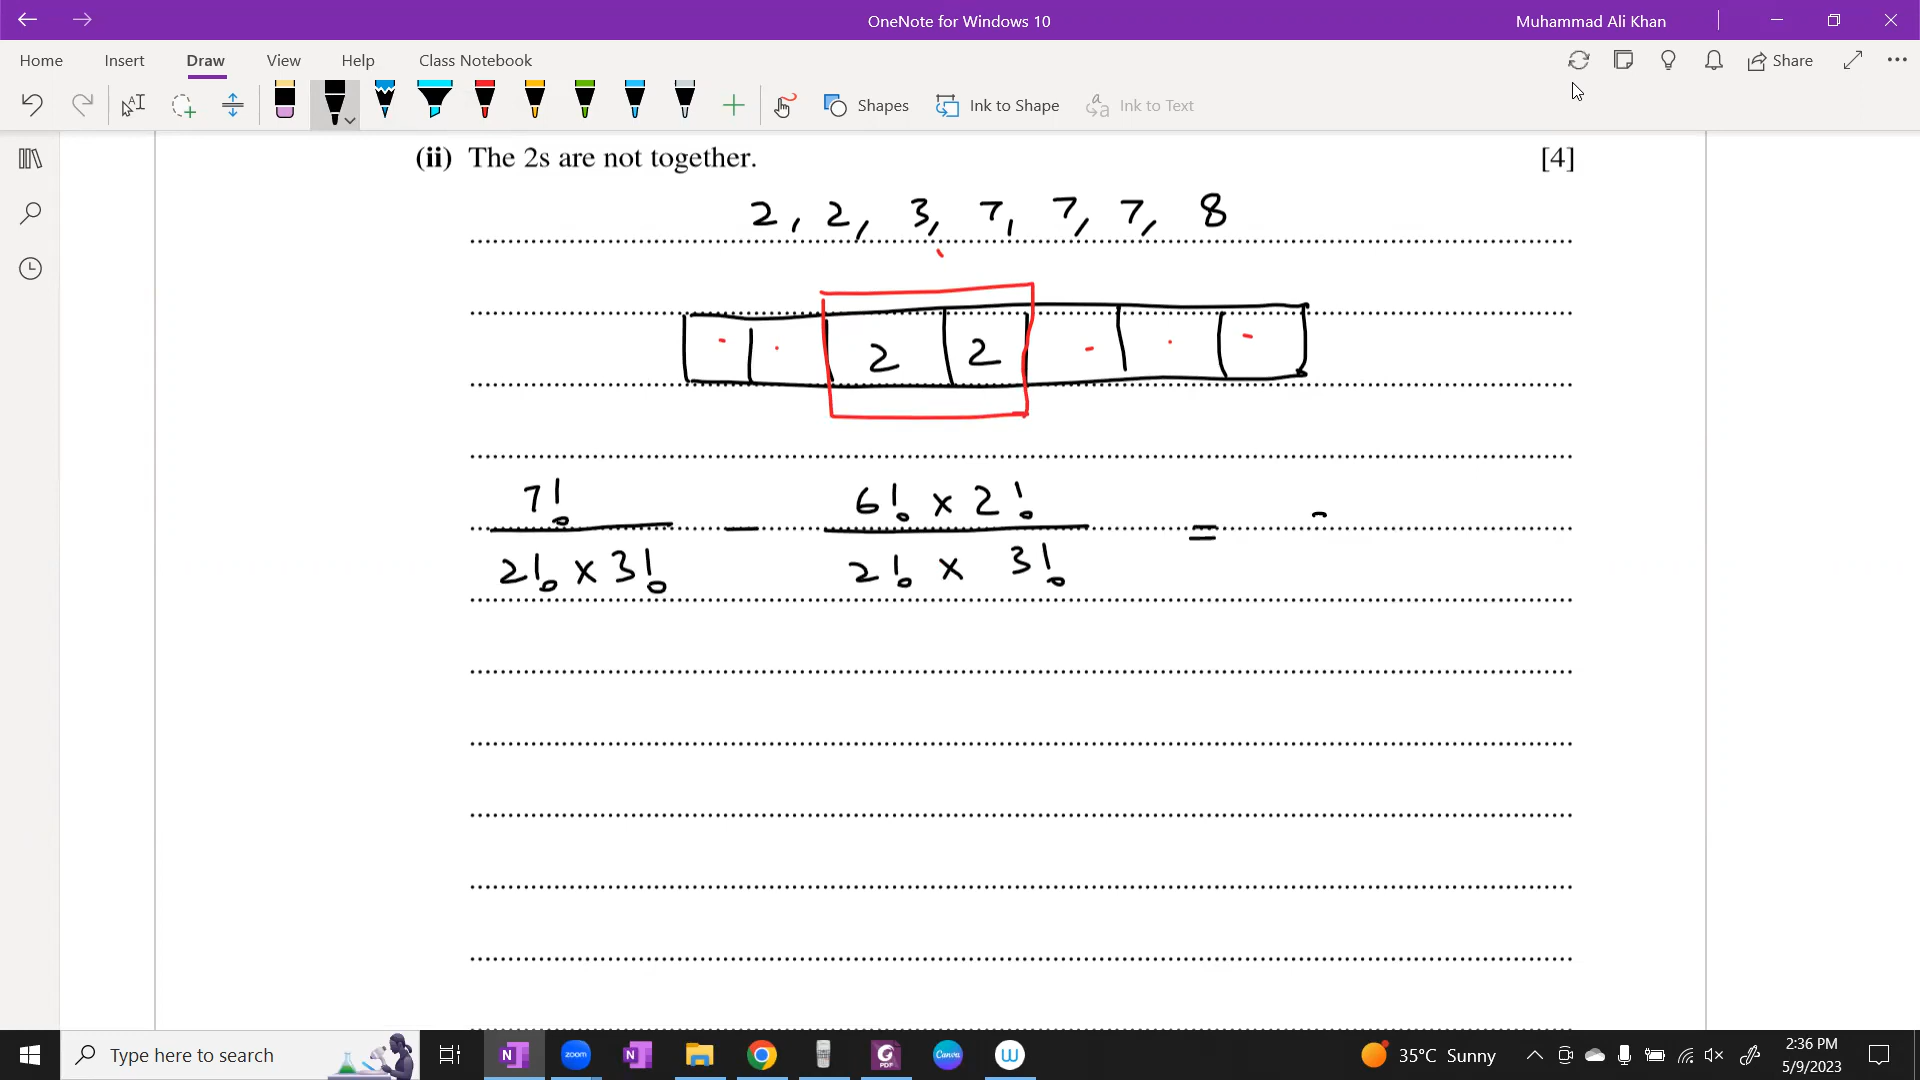 OneNote for Windows 10
Muhammad Ali Khan
Home Insert Draw View Help Class Notebook
Share
Shapes Ink to Shape Ink to Text
(ii) The 2s are not together. [4]
2, 2, 3, 7, 7, 7, 8
2 2
7! / 2! × 3! − 6! × 2! / 2! × 3! =
Type here to search
zoom
PDF
Canva
35°C Sunny
2:36 PM
5/9/2023